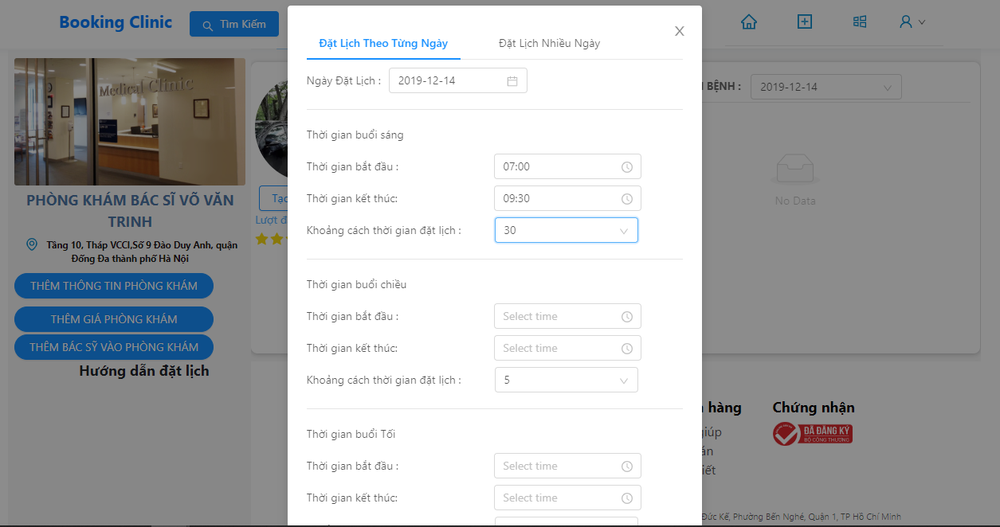 Booking Clinic
Tìm Kiếm
Medical Clinic
PHÒNG KHÁM BÁC SĨ VÕ VĂN
TRINH
Tầng 10, Tháp VCCI,Số 9 Đào Duy Anh, quận
Đống Đa thành phố Hà Nội
THÊM THÔNG TIN PHÒNG KHÁM
THÊM GIÁ PHÒNG KHÁM
THÊM BÁC SỸ VÀO PHÒNG KHÁM
Hướng dẫn đặt lịch
Tạo
Lượt đ
X
Đặt Lịch Theo Từng Ngày
Đặt Lịch Nhiều Ngày
Ngày Đặt Lịch :
2019-12-14
Thời gian buổi sáng
Thời gian bắt đầu :
07:00
Thời gian kết thúc:
09:30
Khoảng cách thời gian đặt lịch :
30
Thời gian buổi chiều
Thời gian bắt đầu :
Select time
Thời gian kết thúc:
Select time
Khoảng cách thời gian đặt lịch :
5
Thời gian buổi Tối
Thời gian bắt đầu :
Select time
Thời gian kết thúc:
Select time
BỆNH :
2019-12-14
No Data
hàng
giúp
iết
Chứng nhận
ĐÃ ĐĂNG KÝ
BỘ CÔNG THƯƠNG
Đức Kế, Phường Bến Nghé, Quận 1, TP Hồ Chí Minh